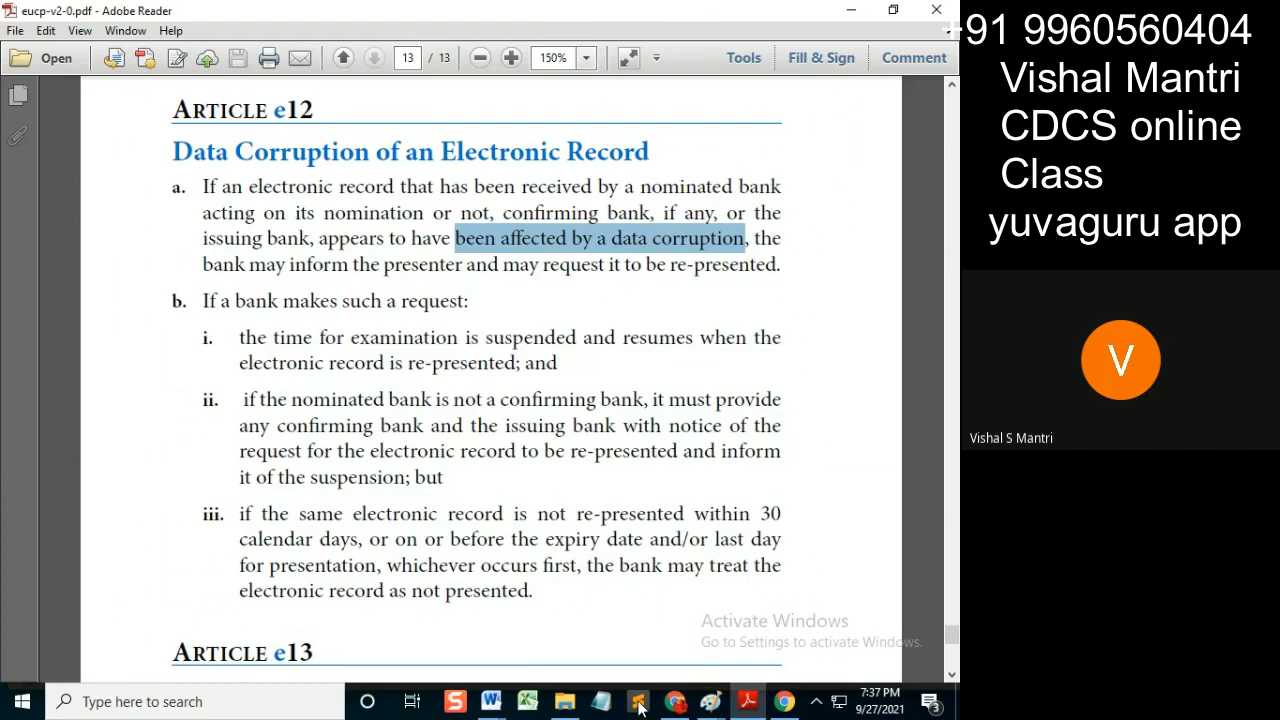 eucp-v2-0.pdf - Adobe Reader
File Edit View Window Help
Open 13 / 13 150% Tools Fill & Sign Comment
+91 9960560404
Vishal Mantri
CDCS online
Class
yuvaguru app
ARTICLE e12
Data Corruption of an Electronic Record
a. If an electronic record that has been received by a nominated bank
acting on its nomination or not, confirming bank, if any, or the
issuing bank, appears to have been affected by a data corruption, the
bank may inform the presenter and may request it to be re-presented.
b. If a bank makes such a request:
i. the time for examination is suspended and resumes when the
electronic record is re-presented; and
ii. if the nominated bank is not a confirming bank, it must provide
any confirming bank and the issuing bank with notice of the
request for the electronic record to be re-presented and inform
it of the suspension; but
iii. if the same electronic record is not re-presented within 30
calendar days, or on or before the expiry date and/or last day
for presentation, whichever occurs first, the bank may treat the
electronic record as not presented.
ARTICLE e13
V
Vishal S Mantri
Activate Windows
Go to Settings to activate Windows.
Type here to search
7:37 PM
9/27/2021
3